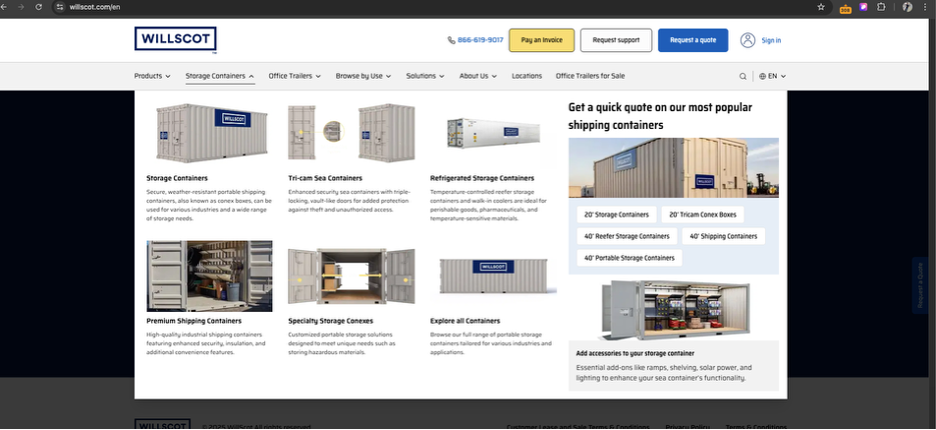 willscot.com/en
WILLSCOT
866-619-9017
Pay an Invoice
Request support
Request a quote
Sign in
Products
Storage Containers
Office Trailers
Browse by Use
Solutions
About Us
Locations
Office Trailers for Sale
EN
WILLSCOT
WILLSCOT
Storage Containers
Secure, weather-resistant portable shipping
containers, also known as conex boxes, can be
used for various industries and a wide range
of storage needs.
Tri-cam Sea Containers
Enhanced security sea containers with triple-
locking, vault-like doors for added protection
against theft and unauthorized access.
Refrigerated Storage Containers
Temperature-controlled reefer storage
containers and walk-in coolers are ideal for
perishable goods, pharmaceuticals, and
temperature-sensitive materials.
WILLSCOT
Premium Shipping Containers
High-quality industrial shipping containers
featuring enhanced security, insulation, and
additional convenience features.
Specialty Storage Conexes
Customized portable storage solutions
designed to meet unique needs such as
storing hazardous materials.
Explore all Containers
Browse our full range of portable storage
containers tailored for various industries and
applications.
Get a quick quote on our most popular
shipping containers
20' Storage Containers
20' Tricam Conex Boxes
40' Reefer Storage Containers
40' Shipping Containers
40' Portable Storage Containers
Add accessories to your storage container
Essential add-ons like ramps, shelving, solar power, and
lighting to enhance your sea container's functionality.
Request a Quote
WILLSCOT
© 2025 WillScot All rights reserved.
Customer Lease and Sale Terms & Conditions
Privacy Policy
Terms & Conditions